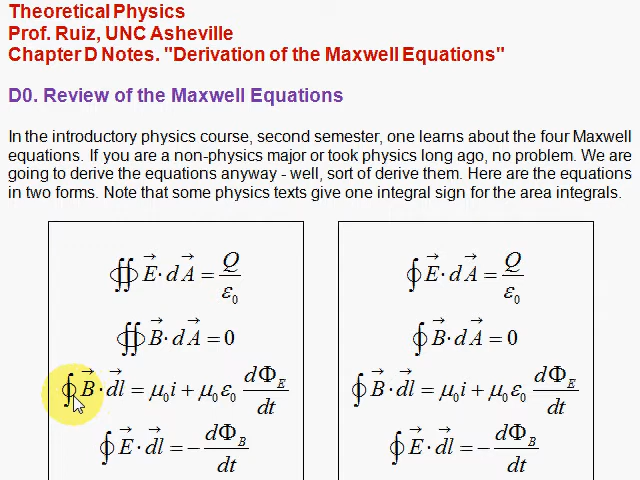 Theoretical Physics
Prof. Ruiz, UNC Asheville
Chapter D Notes. "Derivation of the Maxwell Equations"
D0. Review of the Maxwell Equations
In the introductory physics course, second semester, one learns about the four Maxwell
equations. If you are a non-physics major or took physics long ago, no problem. We are
going to derive the equations anyway - well, sort of derive them. Here are the equations
in two forms. Note that some physics texts give one integral sign for the area integrals.
∯ E⃗ · dA⃗ = Q/ε₀
∯ B⃗ · dA⃗ = 0
∮ B⃗ · dl⃗ = μ₀i + μ₀ε₀ dΦ_E/dt
∮ E⃗ · dl⃗ = − dΦ_B/dt
∮ E⃗ · dA⃗ = Q/ε₀
∮ B⃗ · dA⃗ = 0
∮ B⃗ · dl⃗ = μ₀i + μ₀ε₀ dΦ_E/dt
∮ E⃗ · dl⃗ = − dΦ_B/dt